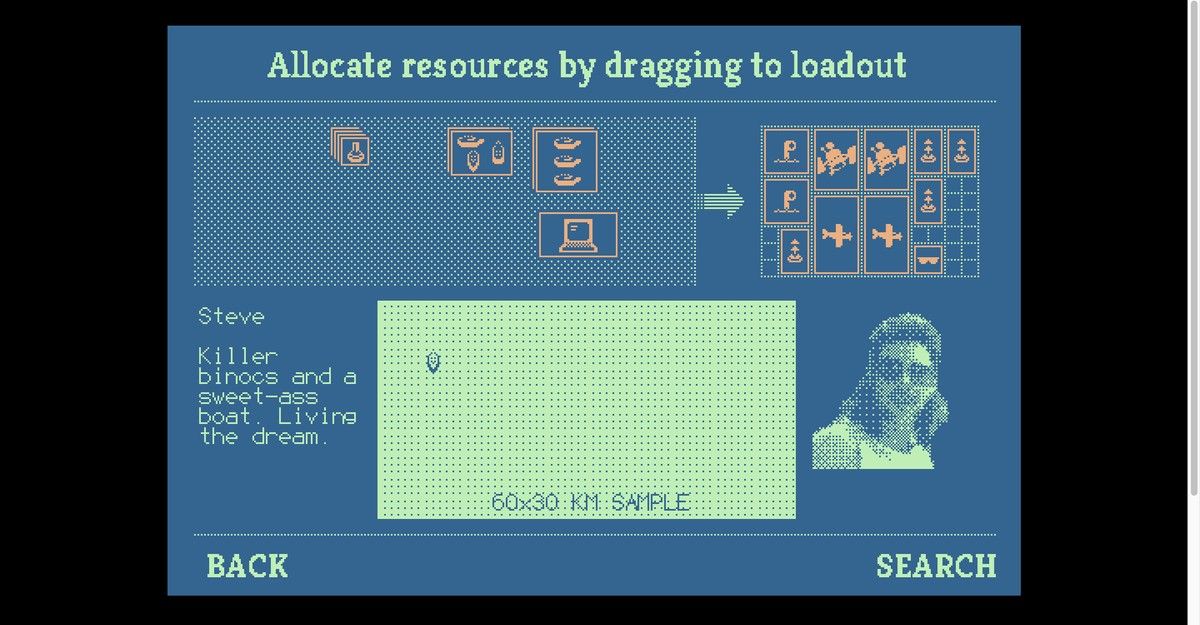 Allocate resources by dragging to loadout
Steve
Killer
binocs and a
sweet-ass
boat. Living
the dream.
60x30 KM SAMPLE
BACK
SEARCH